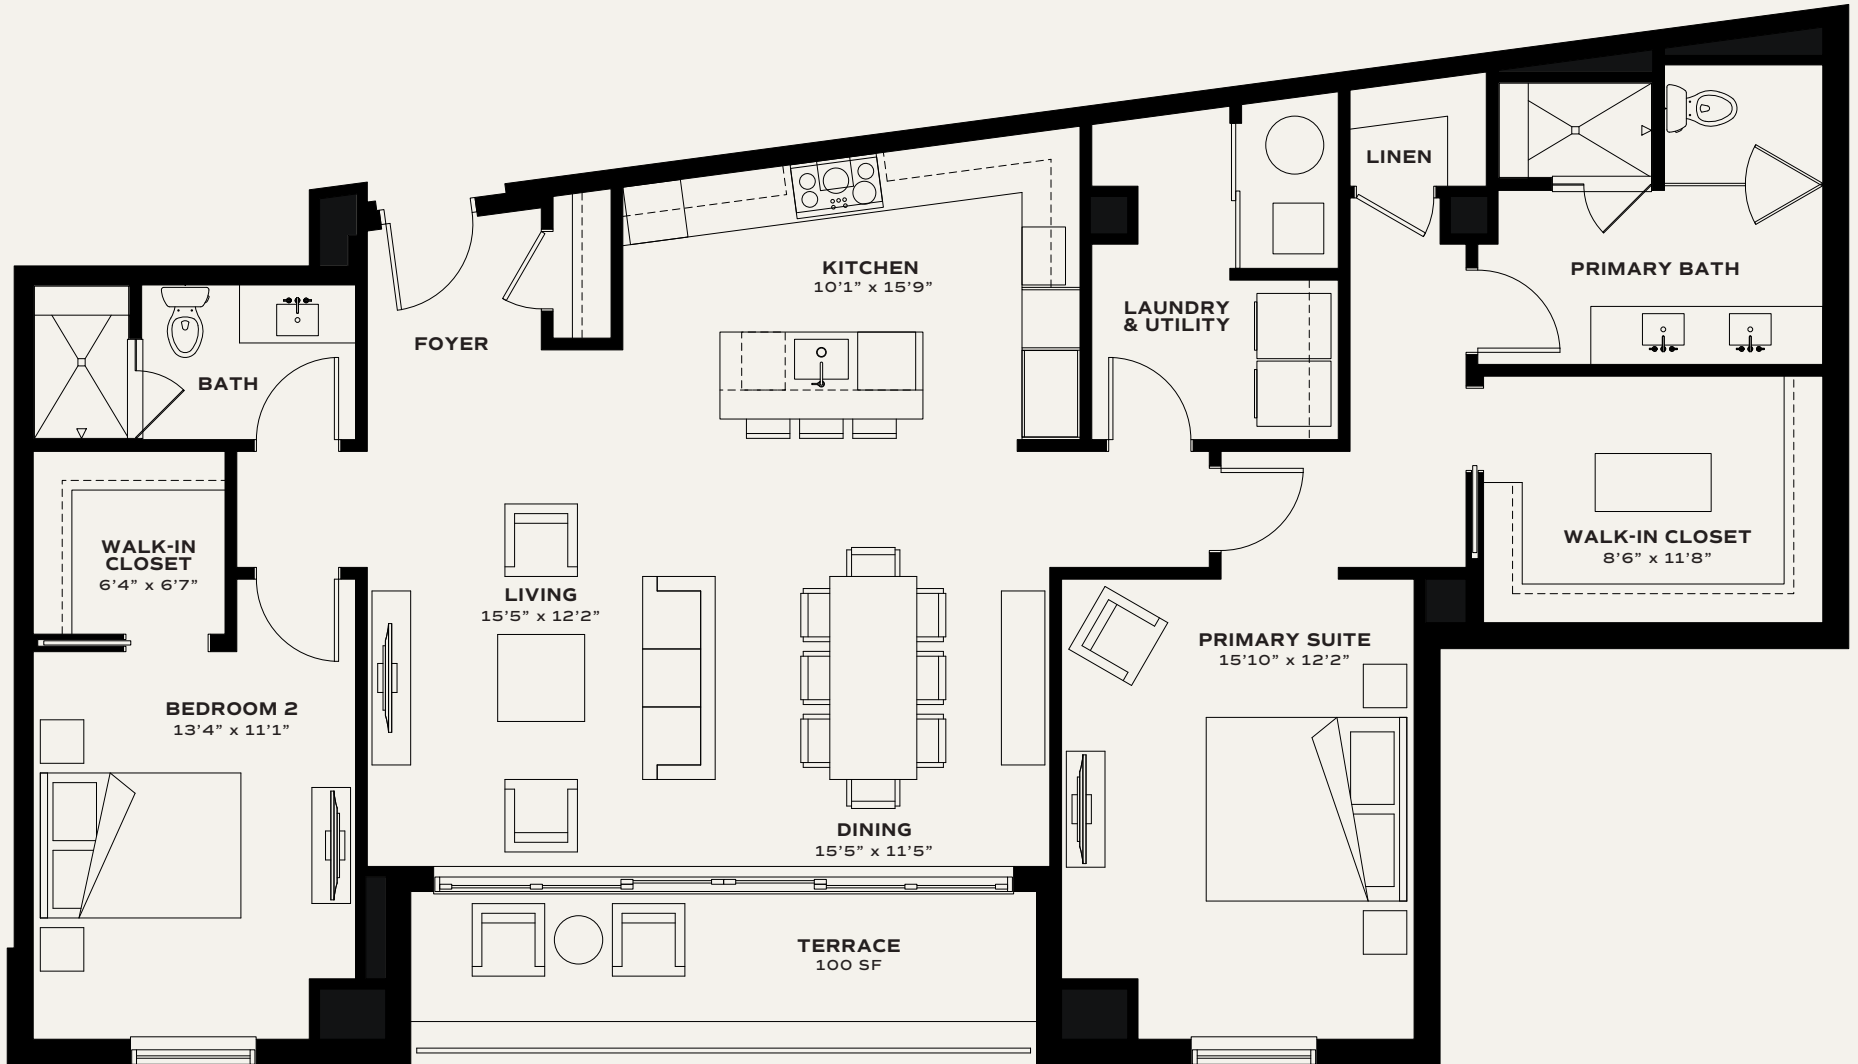 LINEN
KITCHEN
10’1” x 15’9”
PRIMARY BATH
LAUNDRY
& UTILITY
FOYER
BATH
WALK-IN
CLOSET
6’4” x 6’7”
WALK-IN CLOSET
8’6” x 11’8”
LIVING
15’5” x 12’2”
PRIMARY SUITE
15’10” x 12’2”
BEDROOM 2
13’4” x 11’1”
DINING
15’5” x 11’5”
TERRACE
100 SF